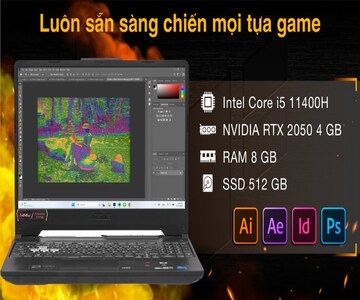 Luôn sẵn sàng chiến mọi tựa game
Intel Core i5 11400H
NVIDIA RTX 2050 4 GB
RAM 8 GB
SSD 512 GB
Ai Ae Id Ps